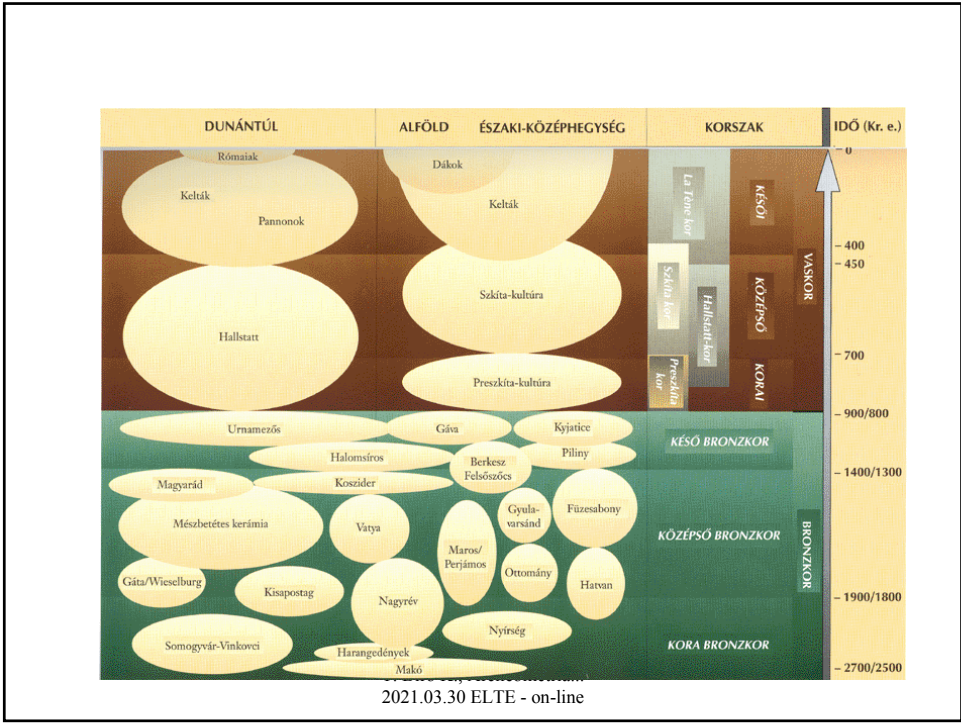 DUNÁNTÚL ALFÖLD ÉSZAKI-KÖZÉPHEGYSÉG KORSZAK IDŐ (Kr. e.)
Rómaiak
Kelták
Pannonok
Dákok
Kelták
La Tène kor
KÉSŐI
0
400
450
Hallstatt
Szkíta-kultúra
Szkíta kor
Hallstatt-kor
KÖZÉPSŐ
VASKOR
700
Preszkíta-kultúra
Preszkíta
kor
KORAI
900/800
Urnamezős
Gáva
Kyjatice
KÉSŐ BRONZKOR
Halomsíros
Berkesz
Felsőszőcs
Piliny
1400/1300
Magyarád
Koszider
Mészbetétes kerámia
Vatya
Maros/
Perjámos
Gyula-
varsánd
Füzesabony
KÖZÉPSŐ BRONZKOR
BRONZKOR
Ottomány
Hatvan
Gáta/Wieselburg
Kisapostag
Nagyrév
1900/1800
Somogyvár-Vinkovci
Nyírség
KORA BRONZKOR
Harangedények
Makó
2700/2500
2021.03.30 ELTE - on-line